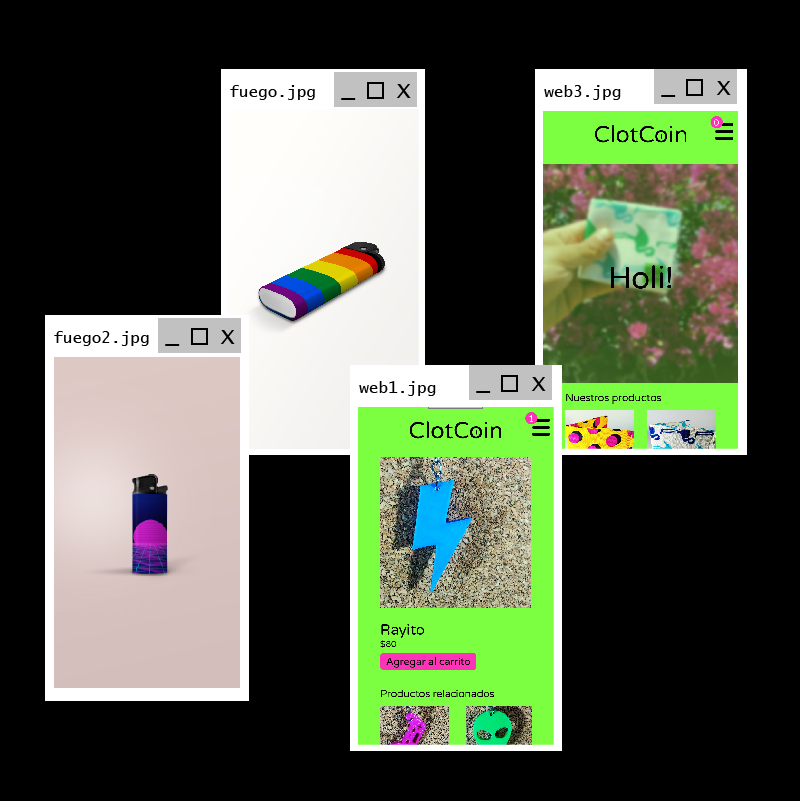 fuego.jpg
_ □ X
web3.jpg
_ □ X
ClotCoin
0
Holi!
Nuestros productos
fuego2.jpg
_ □ X
web1.jpg
_ □ X
ClotCoin
1
Rayito
$80
Agregar al carrito
Productos relacionados